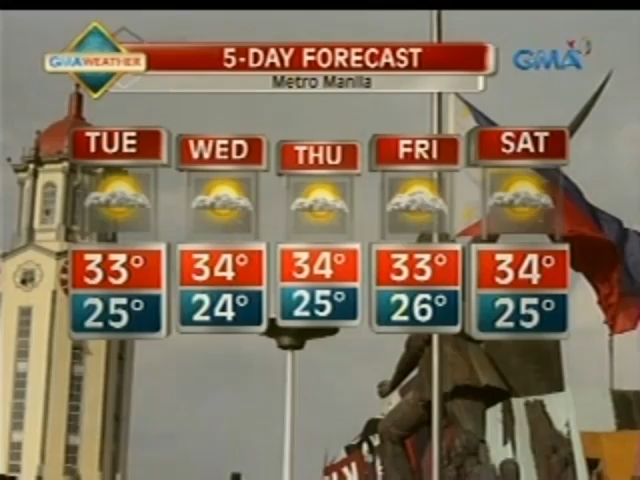 GMA WEATHER
5-DAY FORECAST
Metro Manila
GMA
TUE WED THU FRI SAT
33° 34° 34° 33° 34°
25° 24° 25° 26° 25°